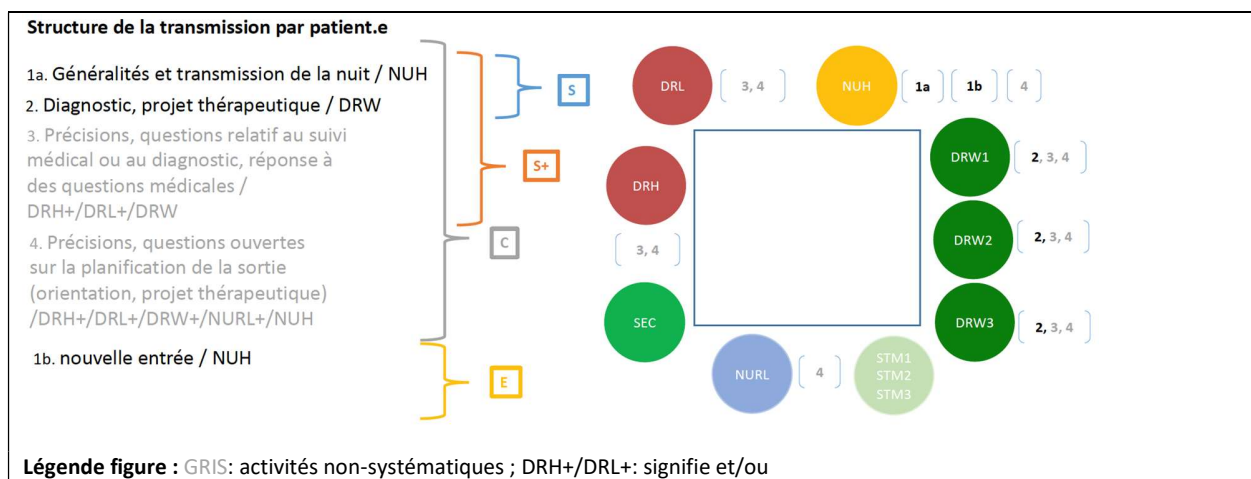 Structure de la transmission par patient.e
1a. Généralités et transmission de la nuit / NUH
2. Diagnostic, projet thérapeutique / DRW
3. Précisions, questions relatif au suivi
médical ou au diagnostic, réponse à
des questions médicales /
DRH+/DRL+/DRW
4. Précisions, questions ouvertes
sur la planification de la sortie
(orientation, projet thérapeutique)
/DRH+/DRL+/DRW+/NURL+/NUH
1b. nouvelle entrée / NUH
S
S+
C
E
DRL
3, 4
NUH
1a
1b
4
DRW1
2, 3, 4
DRH
3, 4
DRW2
2, 3, 4
SEC
DRW3
2, 3, 4
NURL
4
STM1
STM2
STM3
Légende figure : GRIS: activités non-systématiques ; DRH+/DRL+: signifie et/ou